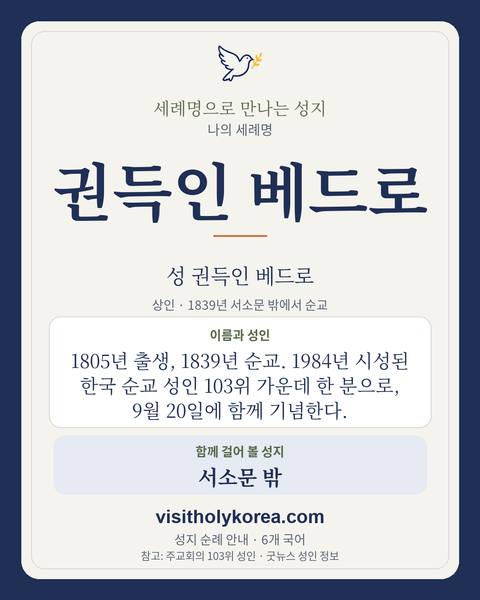 세례명으로 만나는 성지
나의 세례명
권득인 베드로
성 권득인 베드로
상인 · 1839년 서소문 밖에서 순교
이름과 성인
1805년 출생, 1839년 순교. 1984년 시성된
한국 순교 성인 103위 가운데 한 분으로,
9월 20일에 함께 기념한다.
함께 걸어 볼 성지
서소문 밖
visitholykorea.com
성지 순례 안내 · 6개 국어
참고: 주교회의 103위 성인 · 굿뉴스 성인 정보